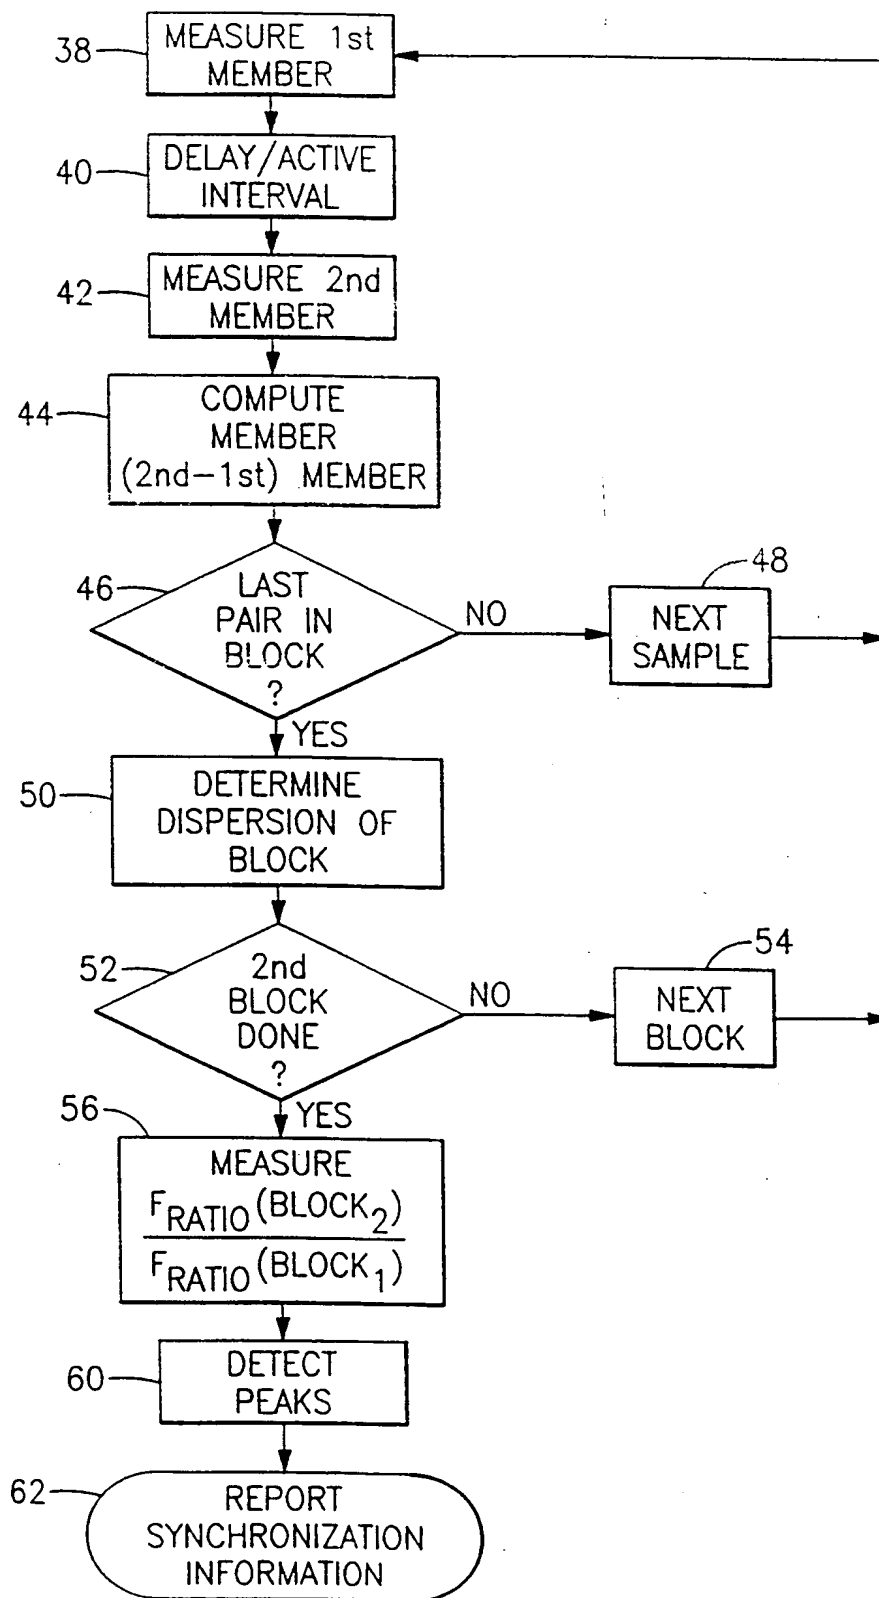 38
MEASURE 1st
MEMBER
40
DELAY/ACTIVE
INTERVAL
42
MEASURE 2nd
MEMBER
44
COMPUTE
MEMBER
(2nd-1st) MEMBER
46
LAST
PAIR IN
BLOCK
?
NO
48
NEXT
SAMPLE
YES
50
DETERMINE
DISPERSION OF
BLOCK
52
2nd
BLOCK
DONE
?
NO
54
NEXT
BLOCK
YES
56
MEASURE
FRATIO(BLOCK2)
FRATIO(BLOCK1)
60
DETECT
PEAKS
62
REPORT
SYNCHRONIZATION
INFORMATION